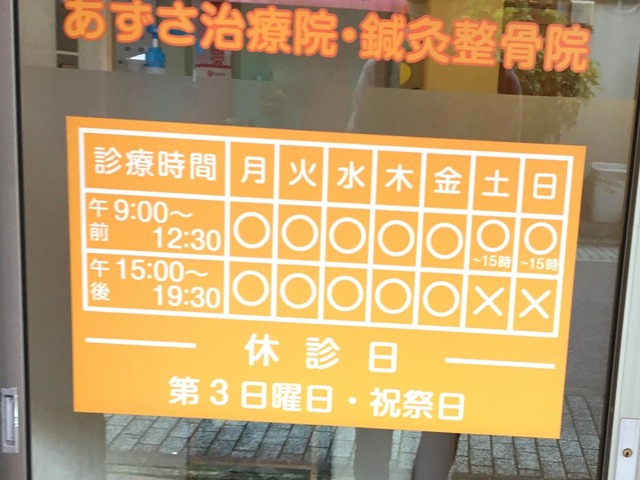 あずさ治療院・鍼灸整骨院
診療時間 月 火 水 木 金 土 日
午前 9:00〜12:30 ○ ○ ○ ○ ○ ○~15時 ○~15時
午後 15:00〜19:30 ○ ○ ○ ○ ○ × ×
休診日
第3日曜日・祝祭日